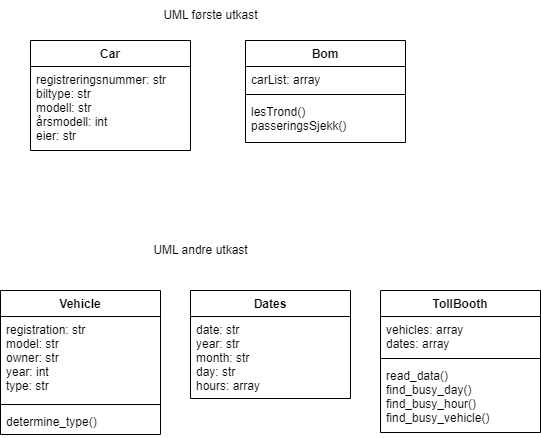 UML første utkast
Car
registreringsnummer: str
biltype: str
modell: str
årsmodell: int
eier: str
Bom
carList: array
lesTrond()
passeringsSjekk()
UML andre utkast
Vehicle
registration: str
model: str
owner: str
year: int
type: str
determine_type()
Dates
date: str
year: str
month: str
day: str
hours: array
TollBooth
vehicles: array
dates: array
read_data()
find_busy_day()
find_busy_hour()
find_busy_vehicle()